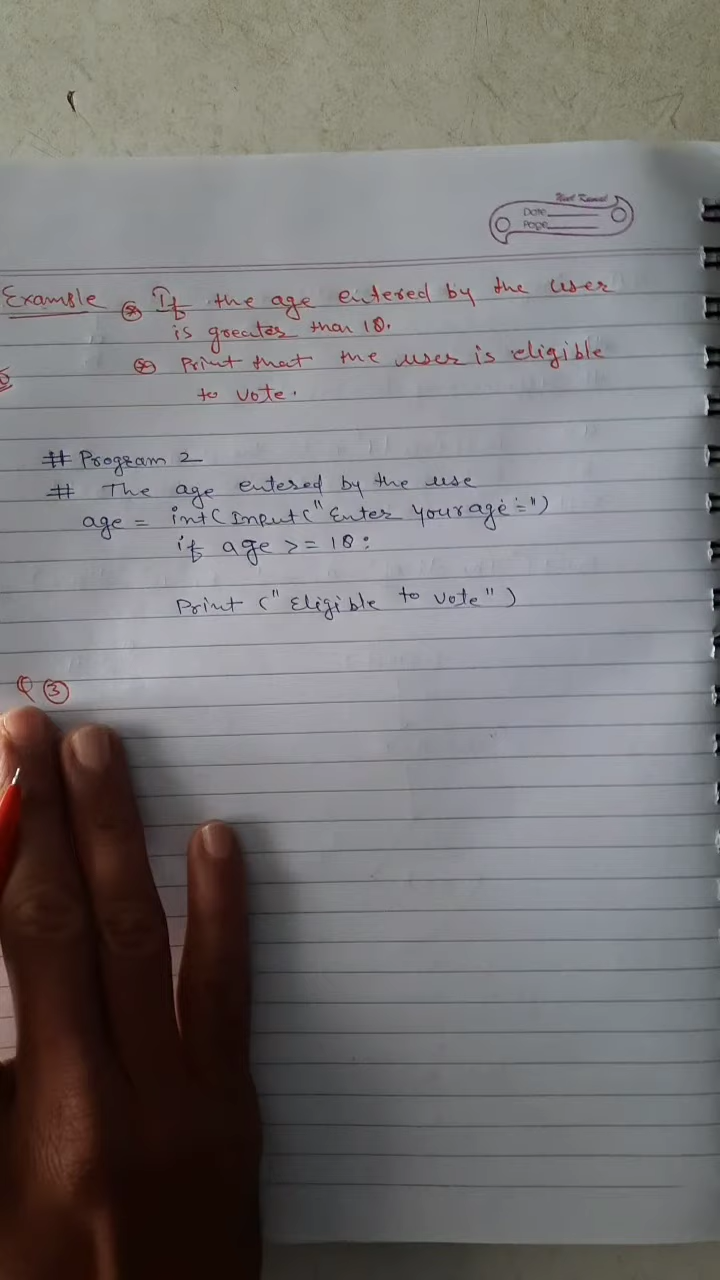 Date
Page
Example ⊛ If the age entered by the user
is greater than 18.
⊛ Print that the user is eligible
to vote.
# Program 2
# The age entered by the use
age = int(Input("Enter your age:=")
if age >= 18:
Print ("Eligible to vote")
Q ③